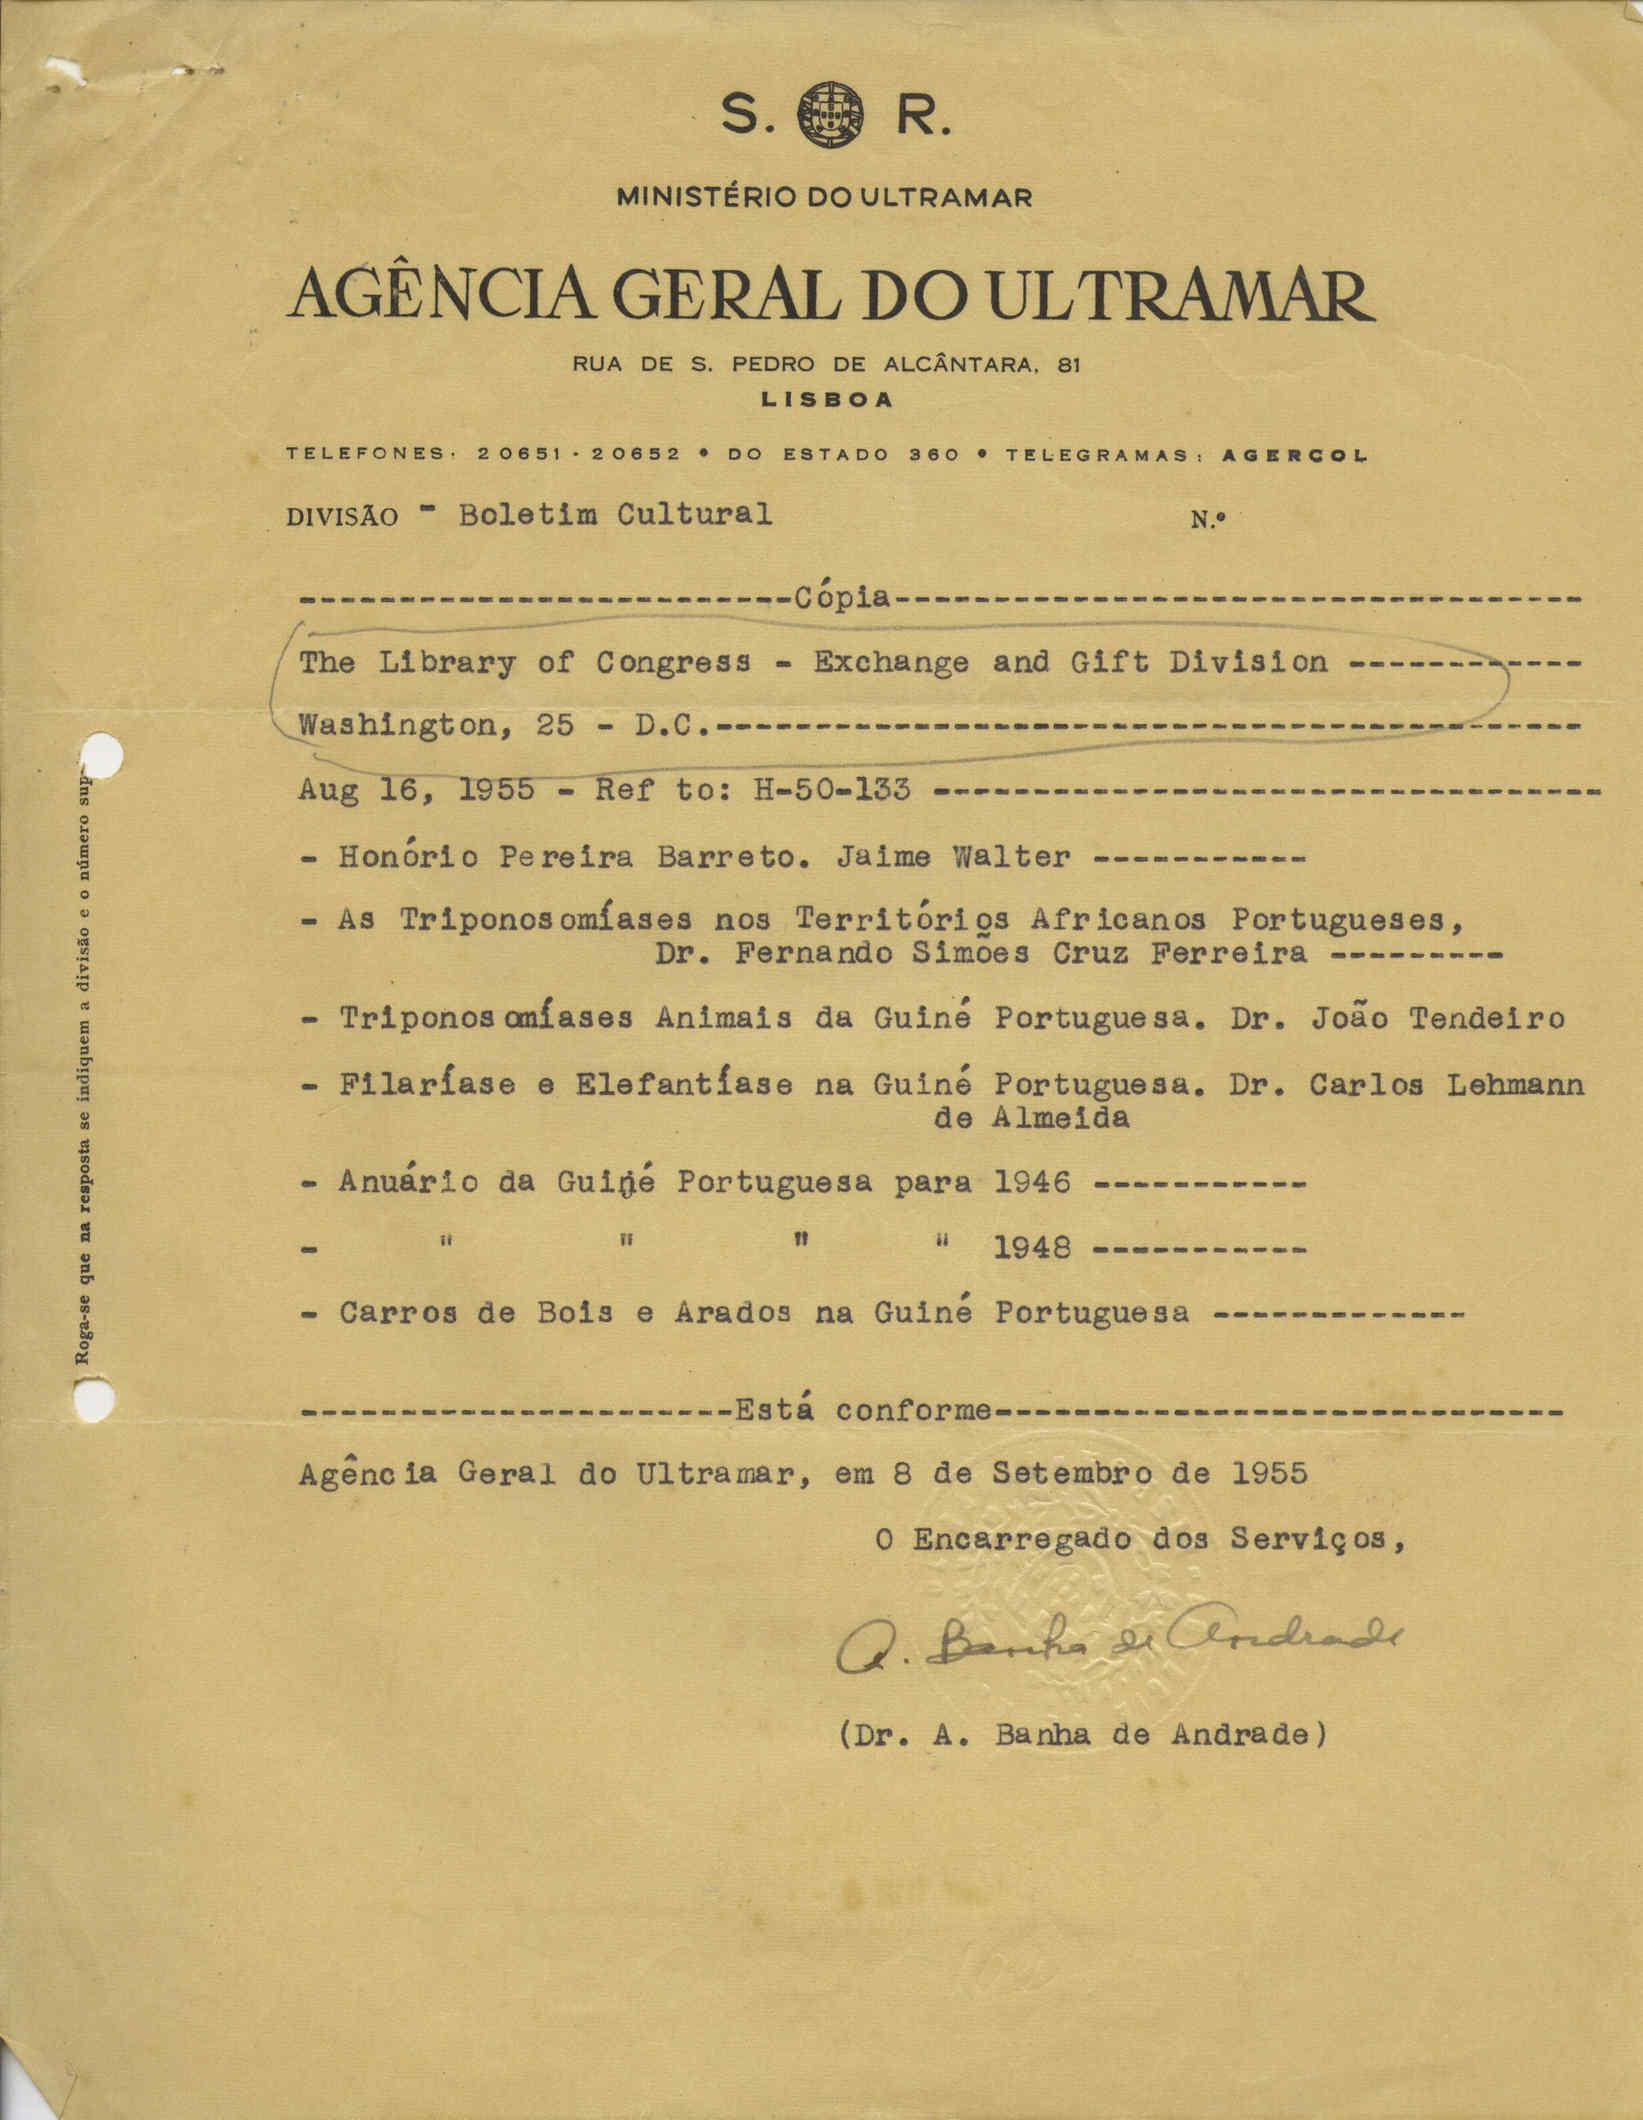 S. R.
MINISTÉRIO DO ULTRAMAR
AGÊNCIA GERAL DO ULTRAMAR
RUA DE S. PEDRO DE ALCÂNTARA, 81
LISBOA
TELEFONES: 20651 - 20652 • DO ESTADO 360 • TELEGRAMAS: AGERCOL
DIVISÃO - Boletim Cultural N.º
-------------------------Cópia-----------------------------------
The Library of Congress - Exchange and Gift Division ------------
Washington, 25 - D.C.--------------------------------------------
Aug 16, 1955 - Ref to: H-50-133 ----------------------------------
- Honório Pereira Barreto. Jaime Walter -----------
- As Triponosomíases nos Territórios Africanos Portugueses,
Dr. Fernando Simões Cruz Ferreira ---------
- Triponosomíases Animais da Guiné Portuguesa. Dr. João Tendeiro
- Filaríase e Elefantíase na Guiné Portuguesa. Dr. Carlos Lehmann
de Almeida
- Anuário da Guiné Portuguesa para 1946 -----------
- " " " " 1948 -----------
- Carros de Bois e Arados na Guiné Portuguesa -------------
----------------------Está conforme-----------------------------
Agência Geral do Ultramar, em 8 de Setembro de 1955
O Encarregado dos Serviços,
A. Banha de Andrade
(Dr. A. Banha de Andrade)
Roga-se que na resposta se indiquem a divisão e o número sup